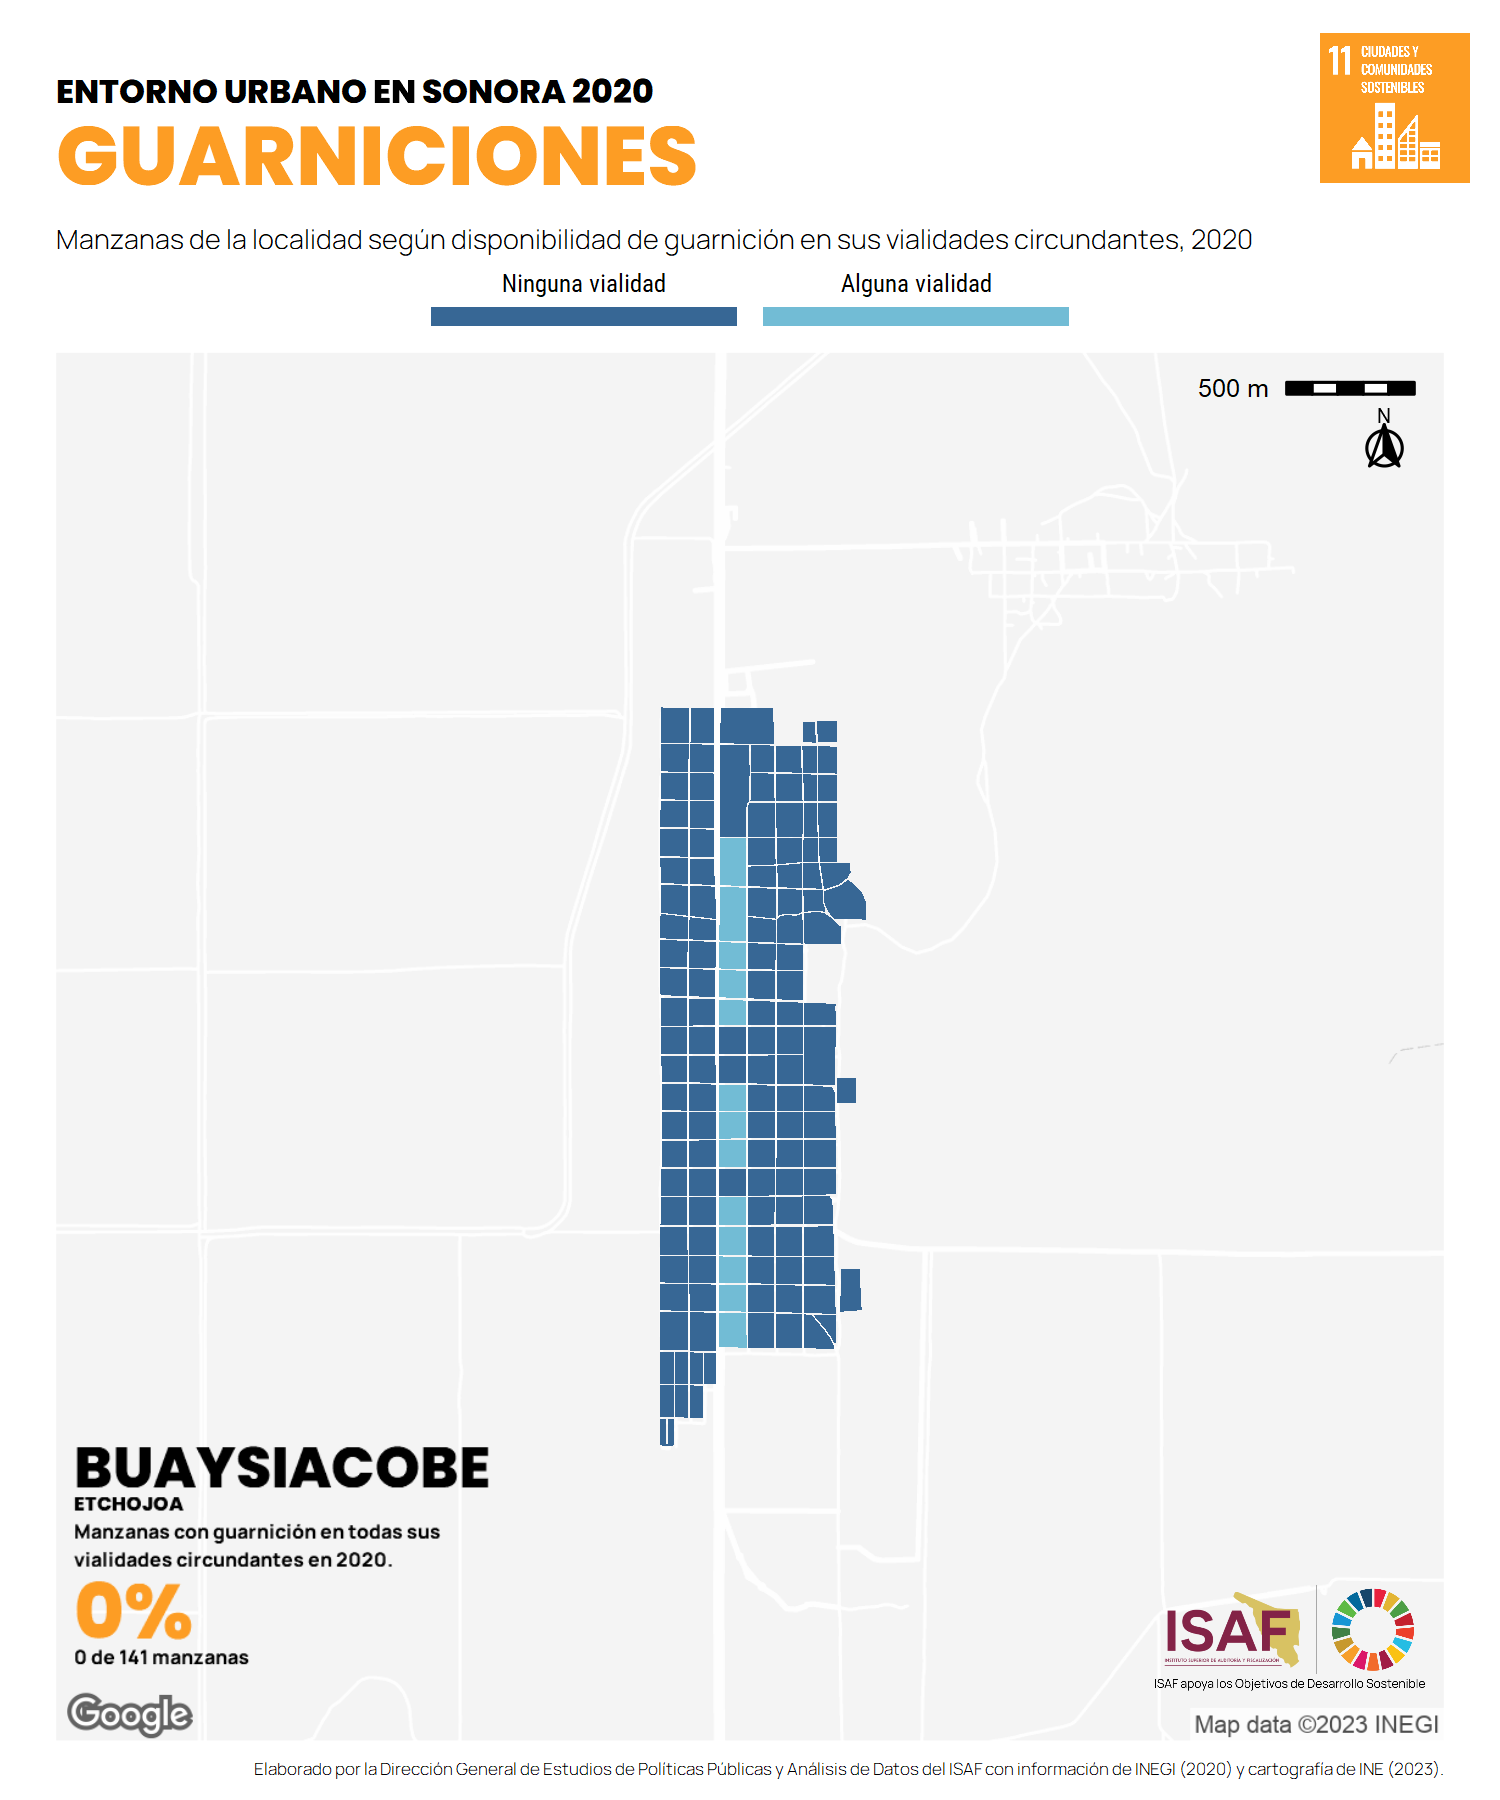 ENTORNO URBANO EN SONORA 2020
GUARNICIONES
11 CIUDADES Y
COMUNIDADES
SOSTENIBLES
Manzanas de la localidad según disponibilidad de guarnición en sus vialidades circundantes, 2020
Ninguna vialidad
Alguna vialidad
500 m
N
BUAYSIACOBE
ETCHOJOA
Manzanas con guarnición en todas sus
vialidades circundantes en 2020.
0%
0 de 141 manzanas
Google
ISAF
INSTITUTO SUPERIOR DE AUDITORÍA Y FISCALIZACIÓN
ISAF apoya los Objetivos de Desarrollo Sostenible
Map data ©2023 INEGI
Elaborado por la Dirección General de Estudios de Políticas Públicas y Análisis de Datos del ISAF con información de INEGI (2020) y cartografía de INE (2023).